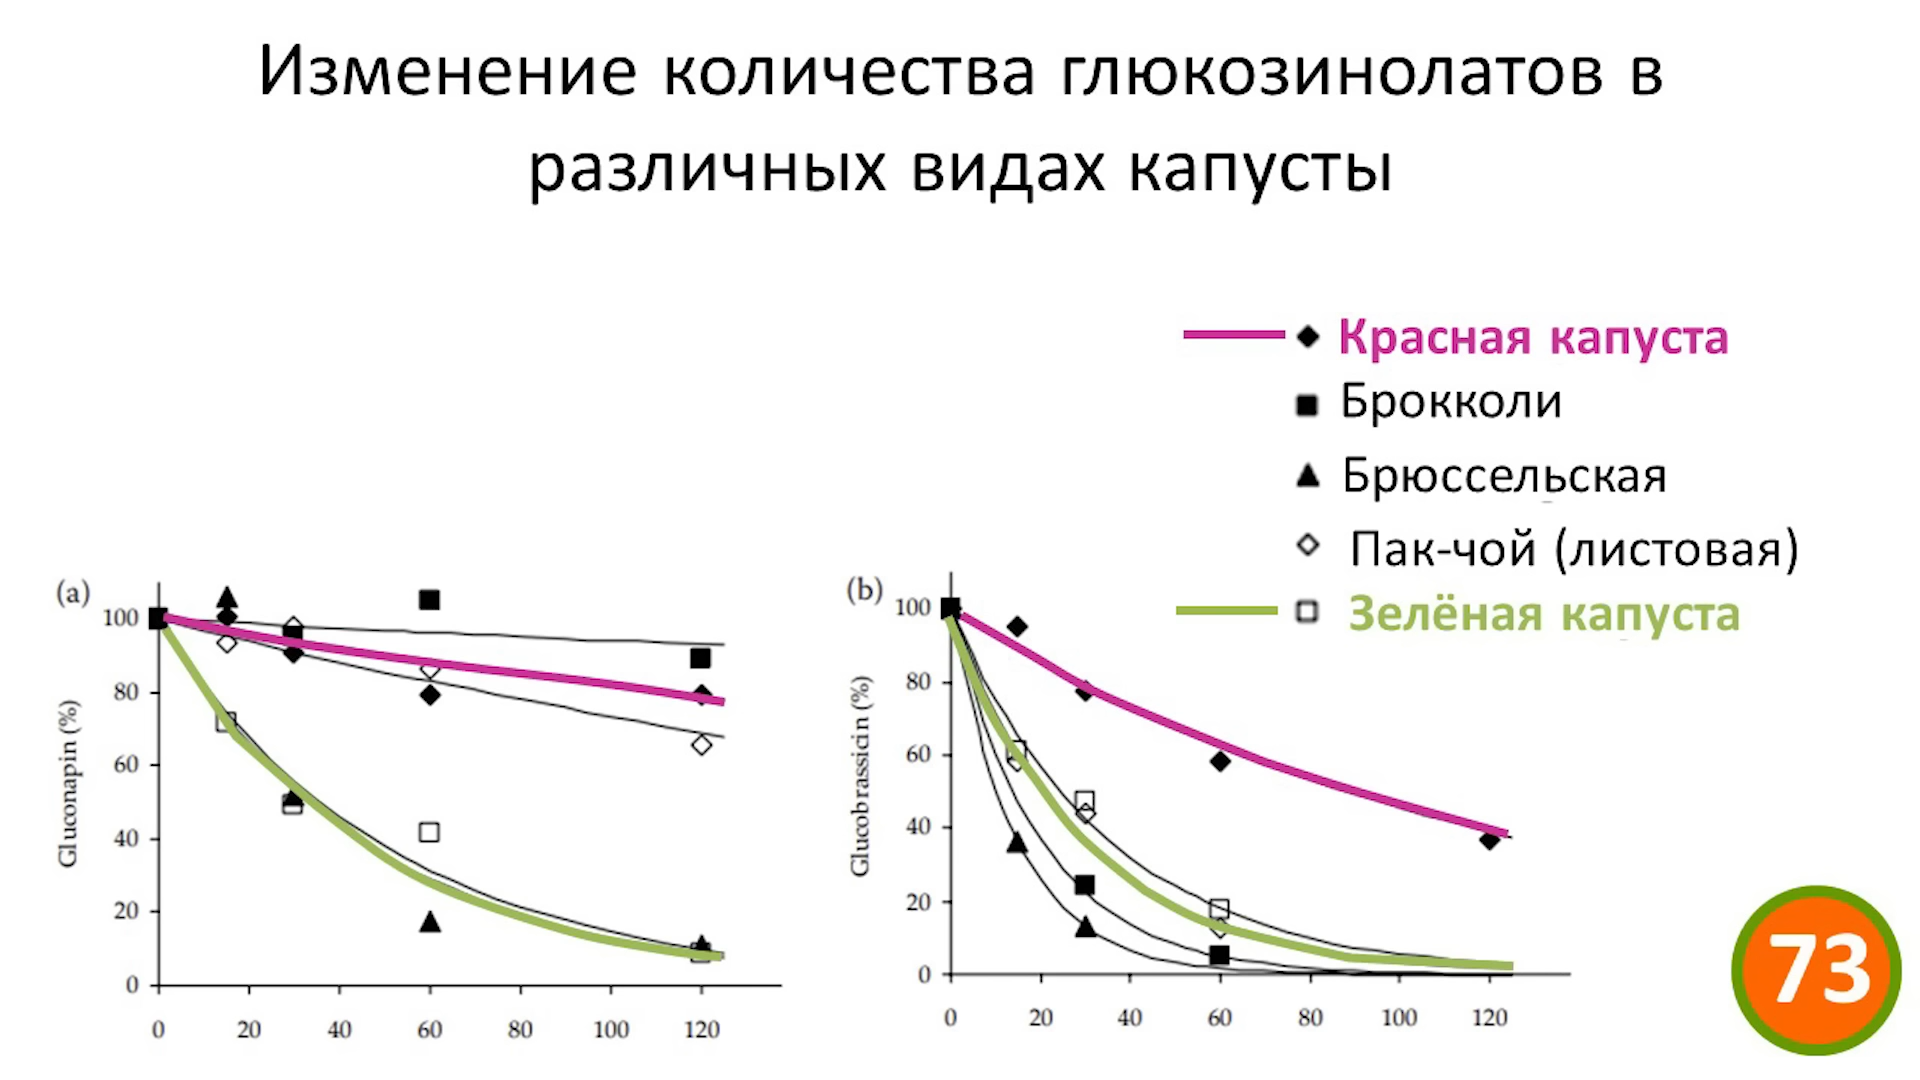 Изменение количества глюкозинолатов в
различных видах капусты
Красная капуста
Брокколи
Брюссельская
Пак-чой (листовая)
Зелёная капуста
(a)
Gluconapin (%)
100
80
60
40
20
0
0 20 40 60 80 100 120
(b)
Glucobrassicin (%)
100
80
60
40
20
0
0 20 40 60 80 100 120
73